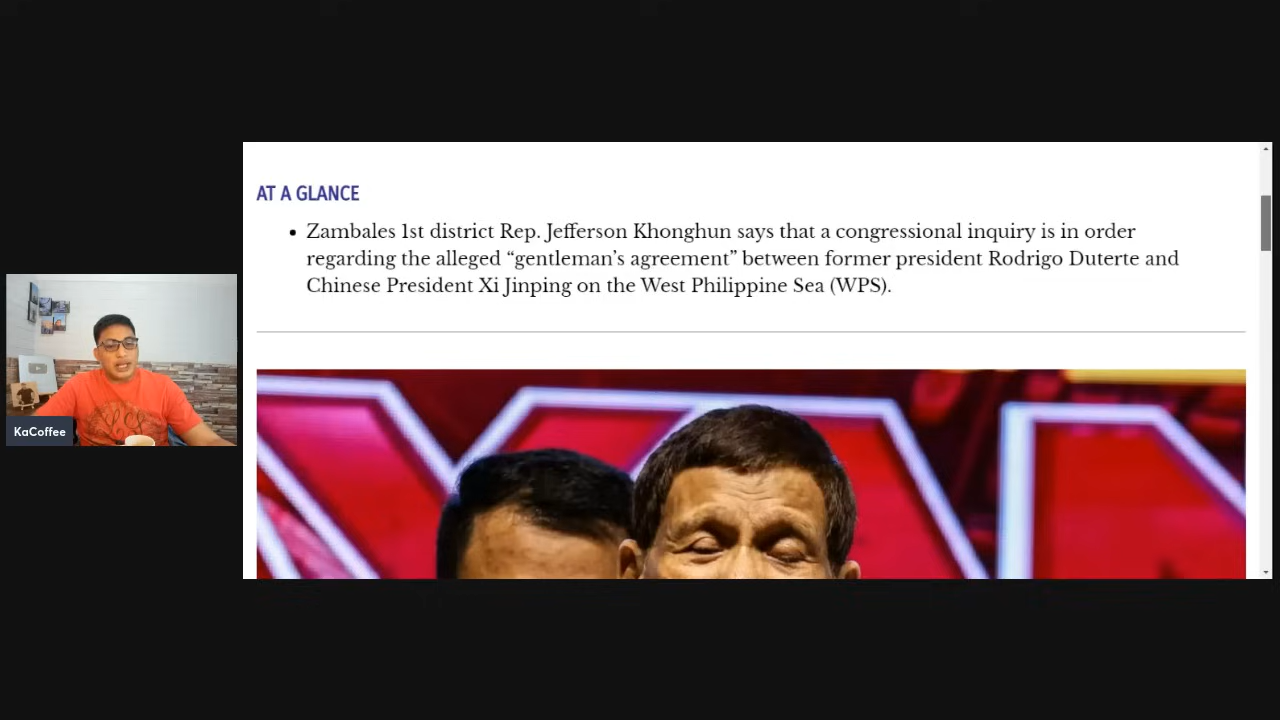 AT A GLANCE
• Zambales 1st district Rep. Jefferson Khonghun says that a congressional inquiry is in order
regarding the alleged “gentleman’s agreement” between former president Rodrigo Duterte and
Chinese President Xi Jinping on the West Philippine Sea (WPS).
KaCoffee